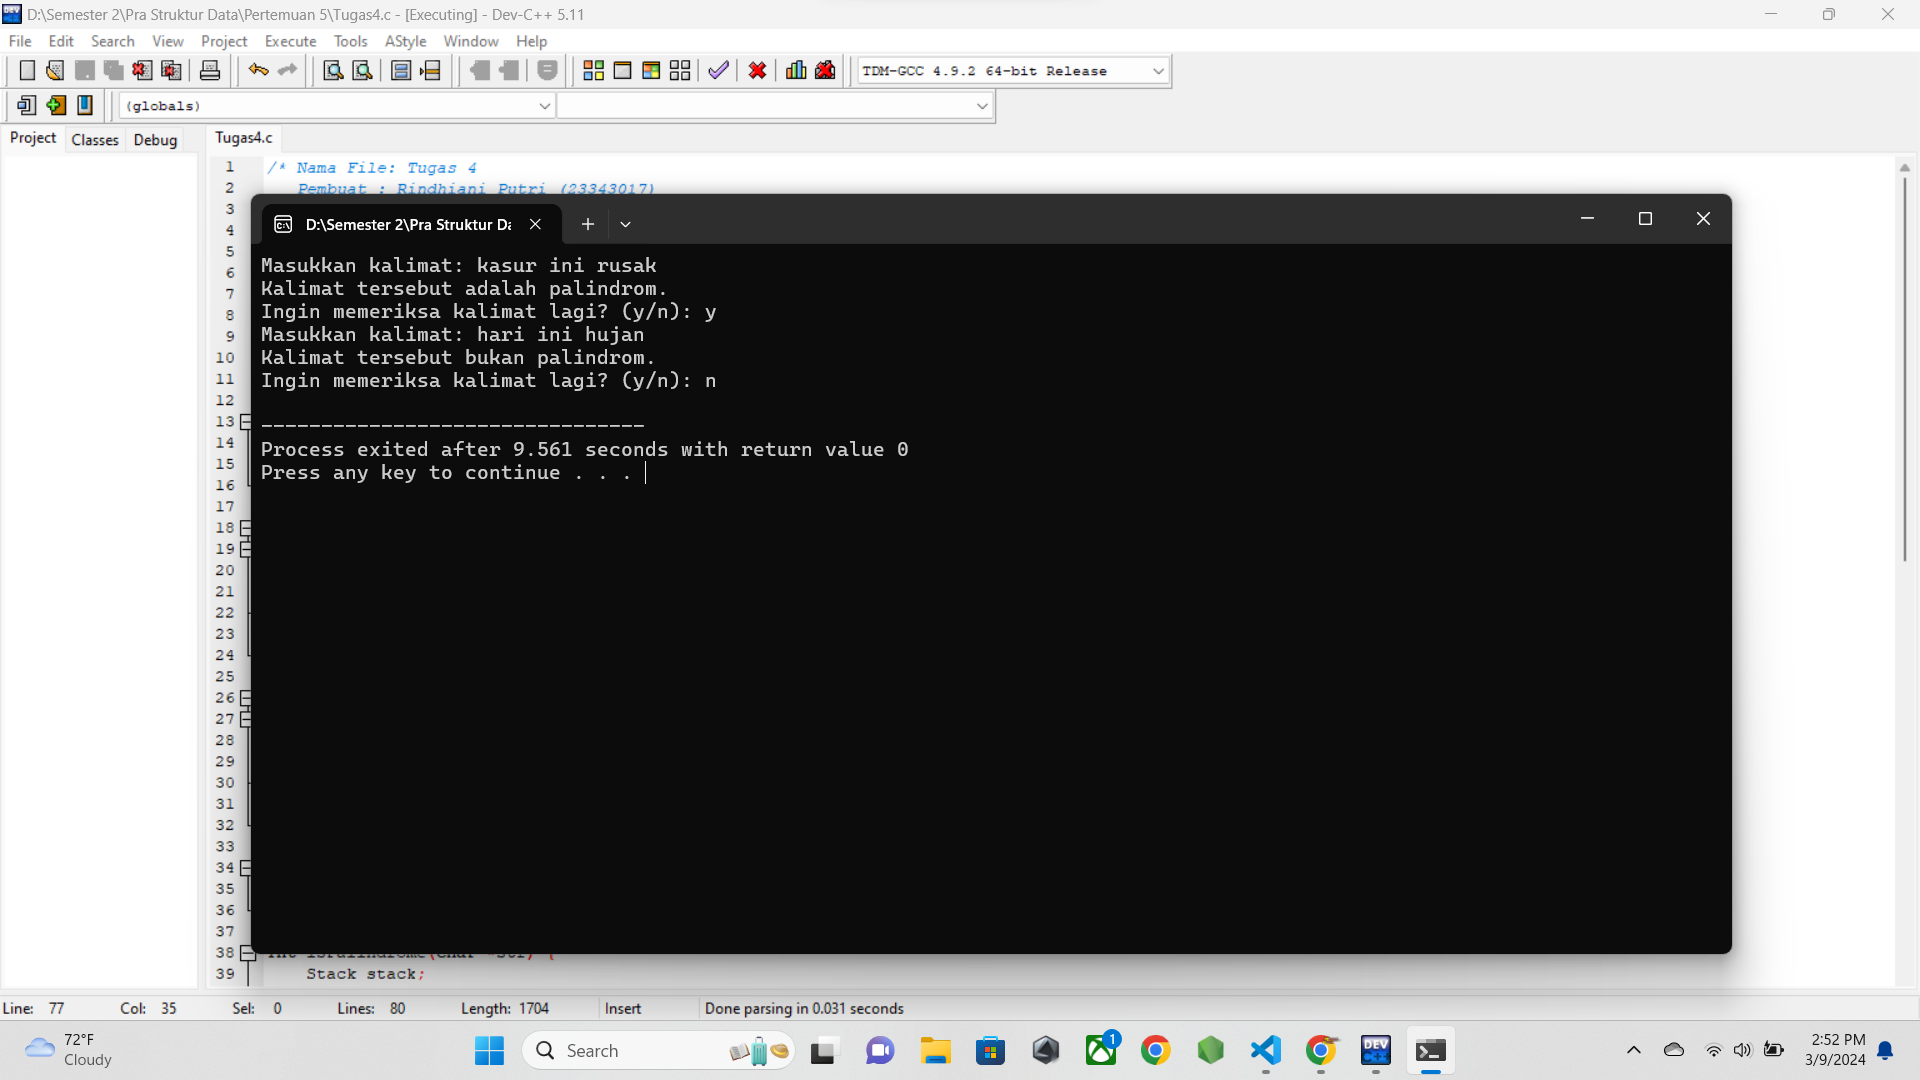 D:\Semester 2\Pra Struktur Data\Pertemuan 5\Tugas4.c - [Executing] - Dev-C++ 5.11
File Edit Search View Project Execute Tools AStyle Window Help
TDM-GCC 4.9.2 64-bit Release
(globals)
Project Classes Debug Tugas4.c
1 /* Nama File: Tugas 4
2 Pembuat : Rindhiani Putri (23343017)
3
4
5
6
7
8
9
10
11
12
13
14
15
16
17
18
19
20
21
22
23
24
25
26
27
28
29
30
31
32
33
34
35
36
37
38
39 Stack stack;
D:\Semester 2\Pra Struktur Da
Masukkan kalimat: kasur ini rusak
Kalimat tersebut adalah palindrom.
Ingin memeriksa kalimat lagi? (y/n): y
Masukkan kalimat: hari ini hujan
Kalimat tersebut bukan palindrom.
Ingin memeriksa kalimat lagi? (y/n): n
--------------------------------
Process exited after 9.561 seconds with return value 0
Press any key to continue . . .
Line: 77 Col: 35 Sel: 0 Lines: 80 Length: 1704 Insert Done parsing in 0.031 seconds
72°F
Cloudy
Search
1
DEV
C++
2:52 PM
3/9/2024